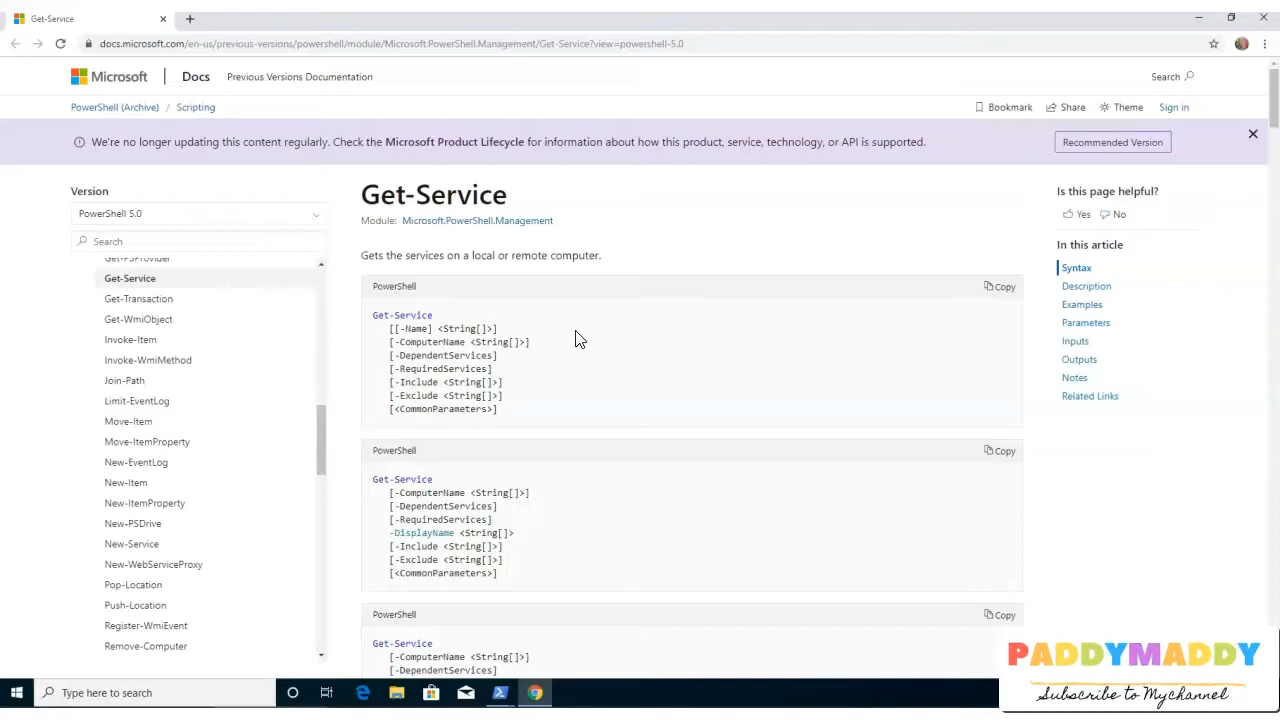 Get-Service
docs.microsoft.com/en-us/previous-versions/powershell/module/Microsoft.PowerShell.Management/Get-Service?view=powershell-5.0
Microsoft
Docs
Previous Versions Documentation
Search
PowerShell (Archive) / Scripting
Bookmark
Share
Theme
Sign in
We're no longer updating this content regularly. Check the Microsoft Product Lifecycle for information about how this product, service, technology, or API is supported.
Recommended Version
Version
PowerShell 5.0
Search
Get-PSProvider
Get-Service
Get-Transaction
Get-WmiObject
Invoke-Item
Invoke-WmiMethod
Join-Path
Limit-EventLog
Move-Item
Move-ItemProperty
New-EventLog
New-Item
New-ItemProperty
New-PSDrive
New-Service
New-WebServiceProxy
Pop-Location
Push-Location
Register-WmiEvent
Remove-Computer
Get-Service
Module: Microsoft.PowerShell.Management
Gets the services on a local or remote computer.
PowerShell
Copy
Get-Service
[[-Name] <String[]>]
[-ComputerName <String[]>]
[-DependentServices]
[-RequiredServices]
[-Include <String[]>]
[-Exclude <String[]>]
[<CommonParameters>]
PowerShell
Copy
Get-Service
[-ComputerName <String[]>]
[-DependentServices]
[-RequiredServices]
-DisplayName <String[]>
[-Include <String[]>]
[-Exclude <String[]>]
[<CommonParameters>]
PowerShell
Copy
Get-Service
[-ComputerName <String[]>]
[-DependentServices]
Is this page helpful?
Yes
No
In this article
Syntax
Description
Examples
Parameters
Inputs
Outputs
Notes
Related Links
PADDYMADDY
Subscribe to Mychannel
Type here to search